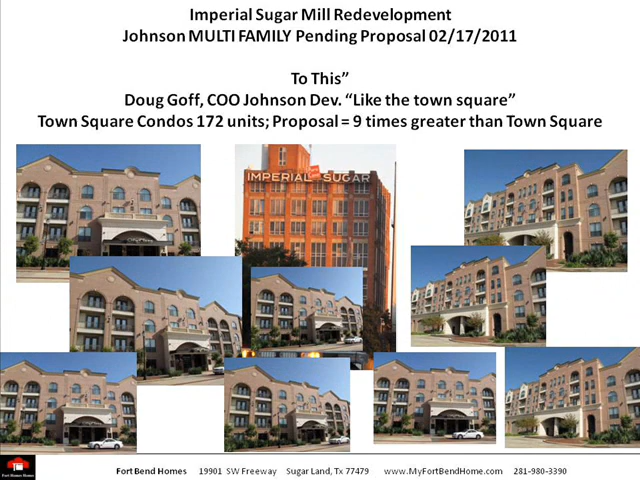 Imperial Sugar Mill Redevelopment
Johnson MULTI FAMILY Pending Proposal 02/17/2011
To This”
Doug Goff, COO Johnson Dev. “Like the town square”
Town Square Condos 172 units; Proposal = 9 times greater than Town Square
IMPERIAL SUGAR
Fort Bend Homes 19901 SW Freeway Sugar Land, Tx 77479 www.MyFortBendHome.com 281-980-3390